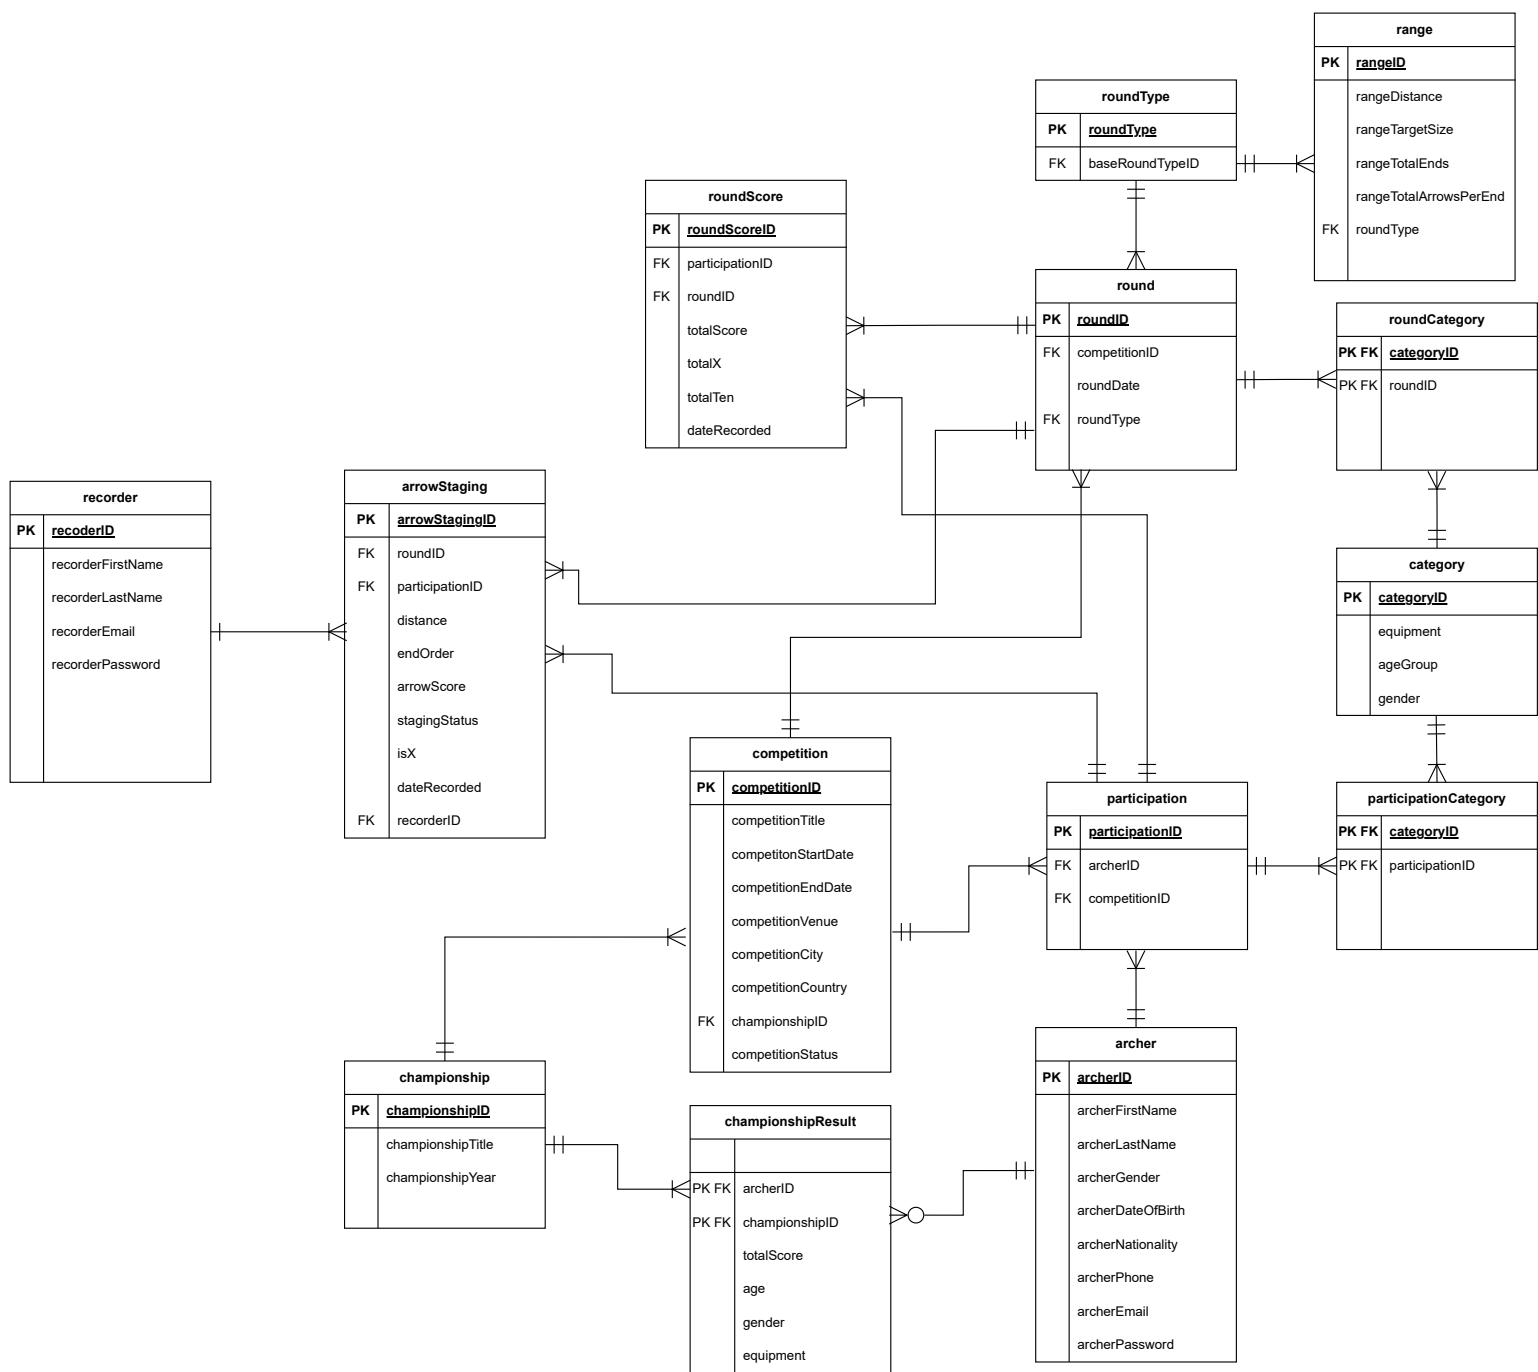 range
PK rangeID
rangeDistance
rangeTargetSize
rangeTotalEnds
rangeTotalArrowsPerEnd
FK roundType
roundType
PK roundType
FK baseRoundTypeID
roundScore
PK roundScoreID
FK participationID
FK roundID
totalScore
totalX
totalTen
dateRecorded
round
PK roundID
FK competitionID
roundDate
FK roundType
roundCategory
PK FK categoryID
PK FK roundID
recorder
PK recoderID
recorderFirstName
recorderLastName
recorderEmail
recorderPassword
arrowStaging
PK arrowStagingID
FK roundID
FK participationID
distance
endOrder
arrowScore
stagingStatus
isX
dateRecorded
FK recorderID
category
PK categoryID
equipment
ageGroup
gender
competition
PK competitionID
competitionTitle
competitonStartDate
competitionEndDate
competitionVenue
competitionCity
competitionCountry
FK championshipID
competitionStatus
participation
PK participationID
FK archerID
FK competitionID
participationCategory
PK FK categoryID
PK FK participationID
championship
PK championshipID
championshipTitle
championshipYear
championshipResult
PK FK archerID
PK FK championshipID
totalScore
age
gender
equipment
archer
PK archerID
archerFirstName
archerLastName
archerGender
archerDateOfBirth
archerNationality
archerPhone
archerEmail
archerPassword